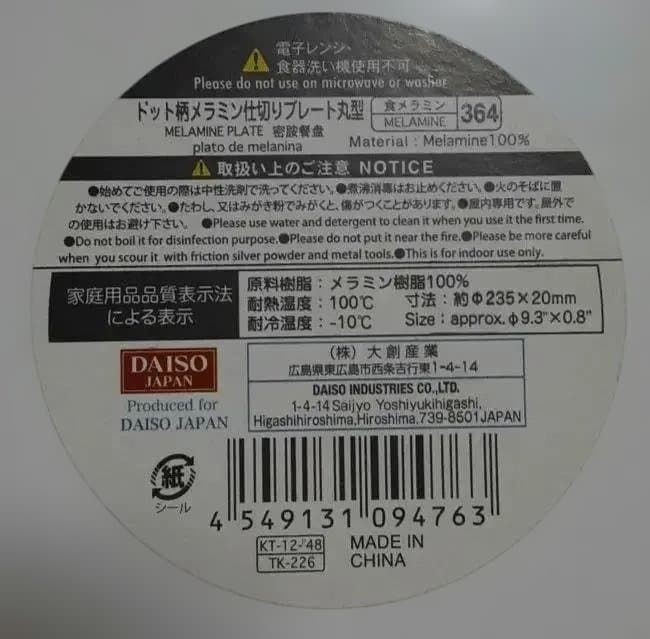 電子レンジ、
食器洗い機使用不可
Please do not use on microwave or washer
ドット柄メラミン仕切りプレート丸型
食メラミン
MELAMINE
364
MELAMINE PLATE 密胺餐盘
plato de melanina
Material : Melamine100%
取扱い上のご注意 NOTICE
●始めてご使用の際は中性洗剤で洗ってください。●煮沸消毒はお止めください。●火のそばに置
かないでください。●たわし、又はみがき粉でみがくと、傷がつくことがあります。●屋内専用です。屋外で
の使用はお避け下さい。 ●Please use water and detergent to clean it when you use it the first time.
●Do not boil it for disinfection purpose.●Please do not put it near the fire.●Please be more careful
when you scour it with friction silver powder and metal tools.●This is for indoor use only.
家庭用品品質表示法
による表示
原料樹脂：メラミン樹脂100%
耐熱温度：100℃ 寸法：約Φ235×20mm
耐冷温度：-10℃ Size : approx. φ9.3"×0.8"
DAISO
JAPAN
Produced for
DAISO JAPAN
（株）大創産業
広島県東広島市西条吉行東1-4-14
DAISO INDUSTRIES CO.,LTD.
1-4-14 Saijyo Yoshiyukihigashi,
Higashihiroshima,Hiroshima,739-8501JAPAN
紙
シール
4 549131 094763
KT-12-'48
TK-226
MADE IN
CHINA